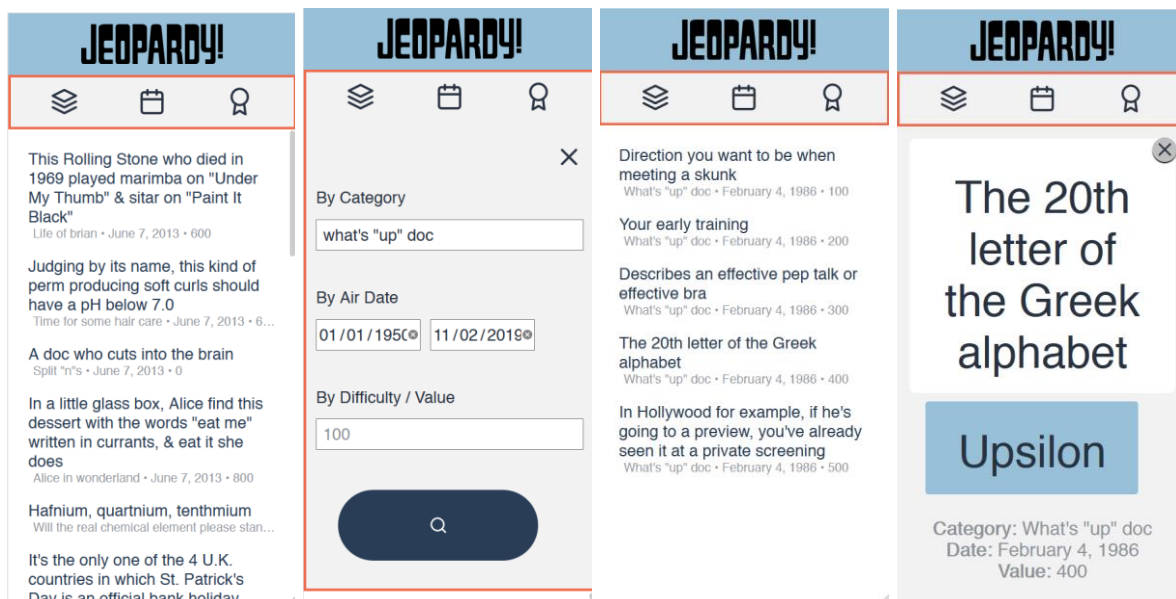 JEOPARDY!
This Rolling Stone who died in
1969 played marimba on "Under
My Thumb" & sitar on "Paint It
Black"
Life of brian • June 7, 2013 • 600
Judging by its name, this kind of
perm producing soft curls should
have a pH below 7.0
Time for some hair care • June 7, 2013 • 6...
A doc who cuts into the brain
Split "n"s • June 7, 2013 • 0
In a little glass box, Alice find this
dessert with the words "eat me"
written in currants, & eat it she
does
Alice in wonderland • June 7, 2013 • 800
Hafnium, quartnium, tenthmium
Will the real chemical element please stan...
It's the only one of the 4 U.K.
countries in which St. Patrick's
Day is an official bank holiday
JEOPARDY!
By Category
what's "up" doc
By Air Date
01/01/1950 11/02/2019
By Difficulty / Value
100
JEOPARDY!
Direction you want to be when
meeting a skunk
What's "up" doc • February 4, 1986 • 100
Your early training
What's "up" doc • February 4, 1986 • 200
Describes an effective pep talk or
effective bra
What's "up" doc • February 4, 1986 • 300
The 20th letter of the Greek
alphabet
What's "up" doc • February 4, 1986 • 400
In Hollywood for example, if he's
going to a preview, you've already
seen it at a private screening
What's "up" doc • February 4, 1986 • 500
JEOPARDY!
The 20th
letter of
the Greek
alphabet
Upsilon
Category: What's "up" doc
Date: February 4, 1986
Value: 400